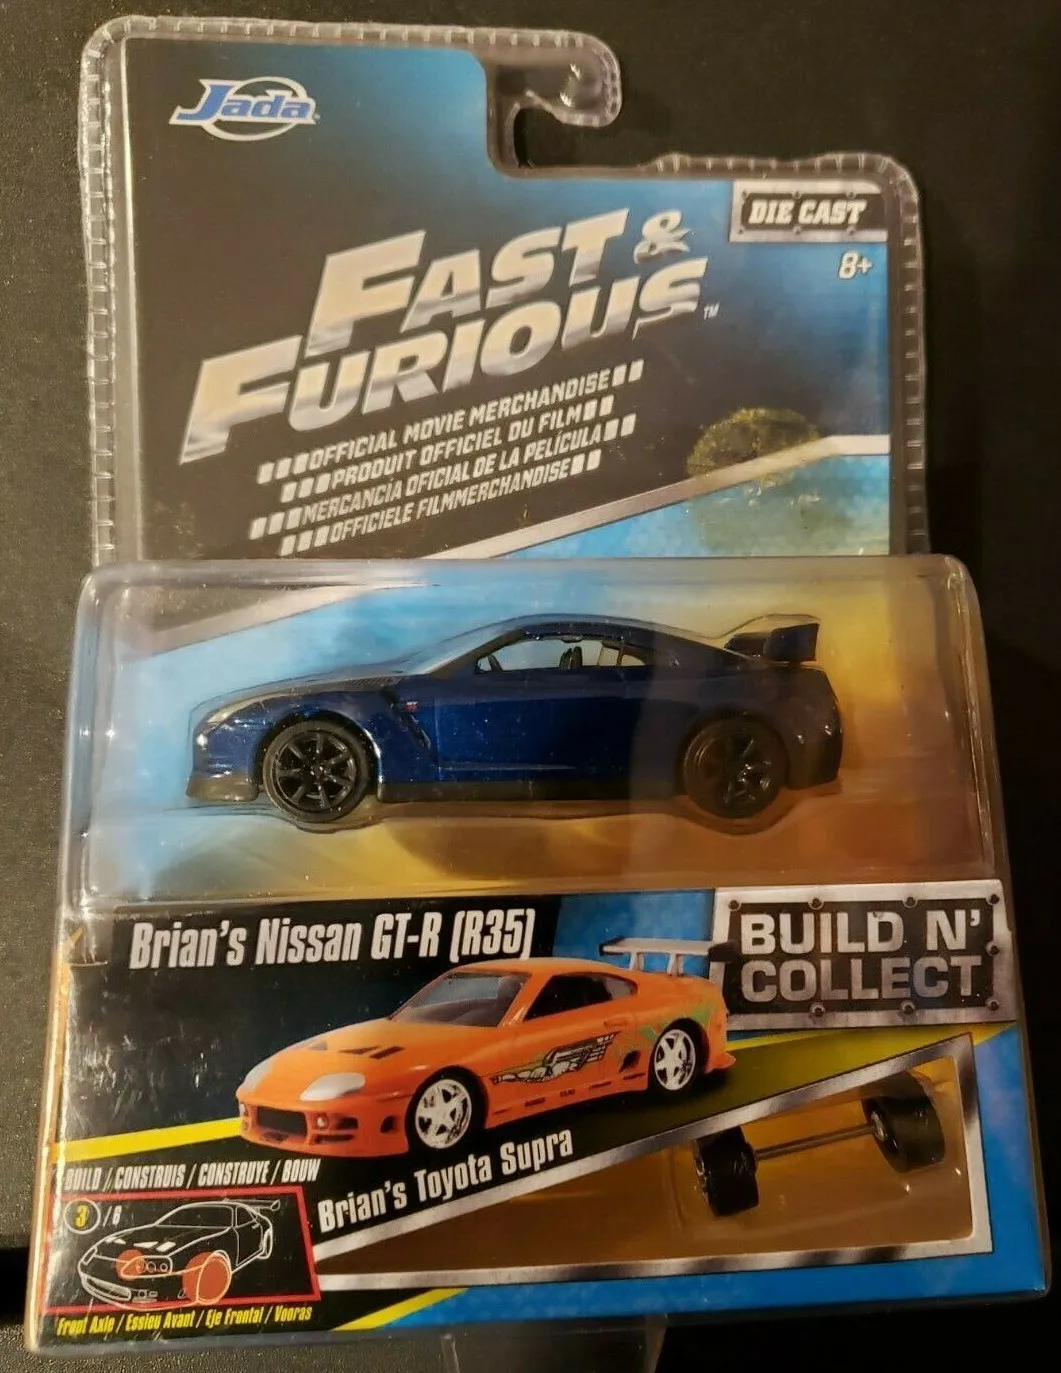 Jada
DIE CAST
8+
FAST &
FURIOUS™
OFFICIAL MOVIE MERCHANDISE
PRODUIT OFFICIEL DU FILM
MERCANCÍA OFICIAL DE LA PELÍCULA
OFFICIELE FILMMERCHANDISE
Brian's Nissan GT-R (R35)
BUILD N'
COLLECT
Brian's Toyota Supra
BUILD / CONSTRUIS / CONSTRUYE / BOUW
3/6
Front Axle / Essieu Avant / Eje Frontal / Vooras